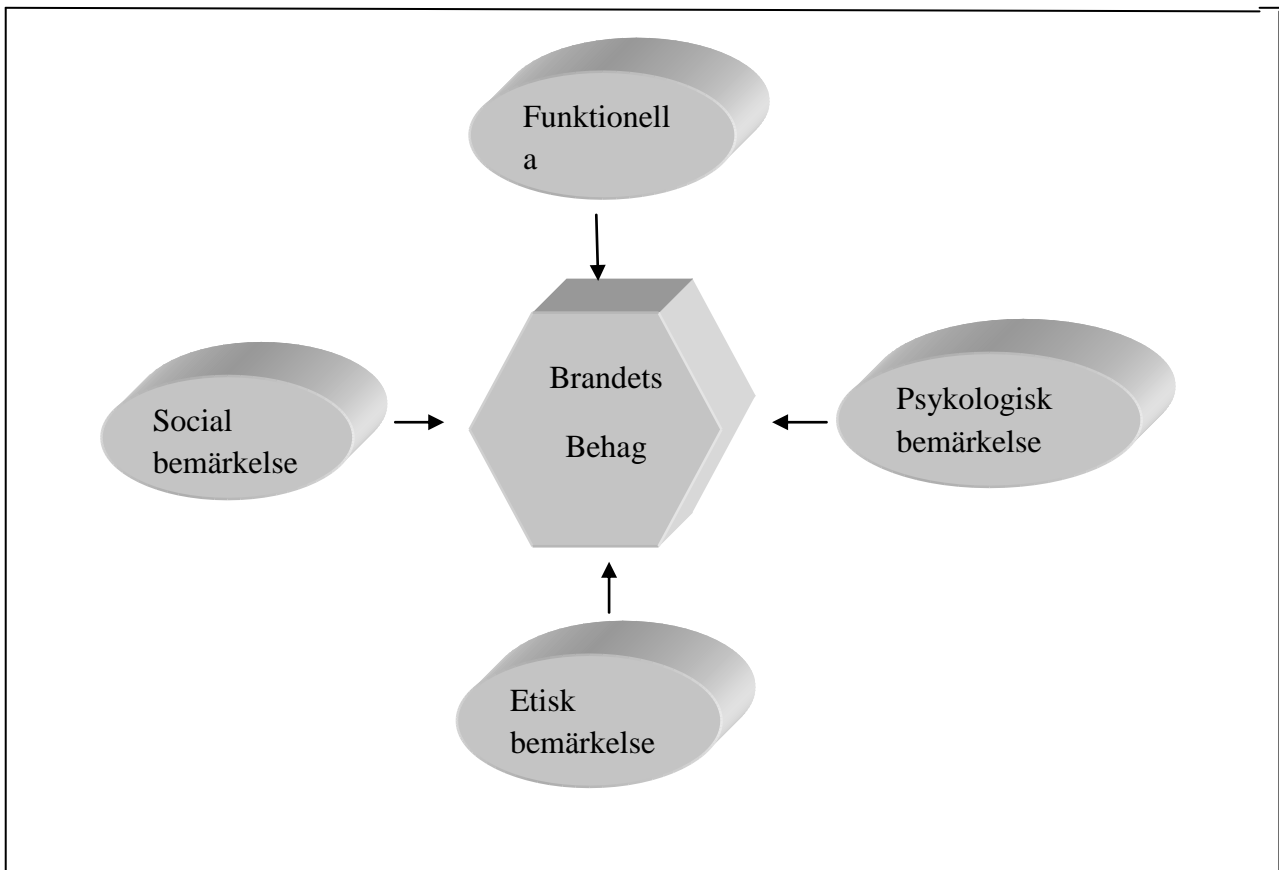 Funktionell
a
Brandets
Behag
Social
bemärkelse
Psykologisk
bemärkelse
Etisk
bemärkelse